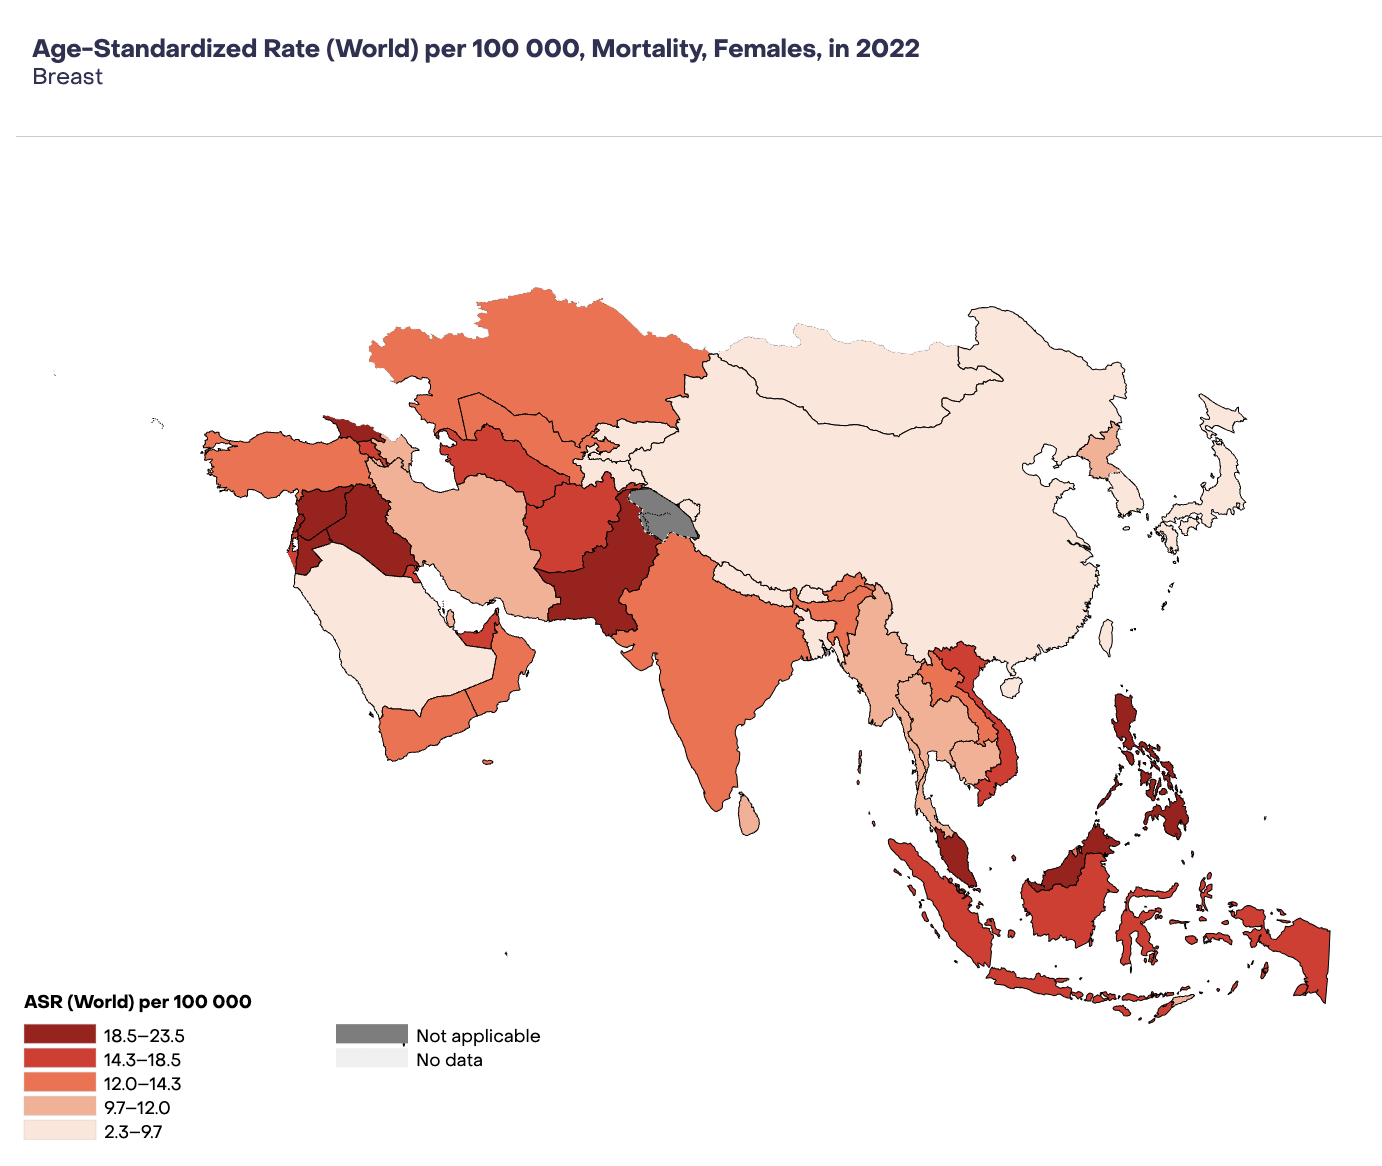 Age-Standardized Rate (World) per 100 000, Mortality, Females, in 2022
Breast
ASR (World) per 100 000
18.5–23.5
14.3–18.5
12.0–14.3
9.7–12.0
2.3–9.7
Not applicable
No data